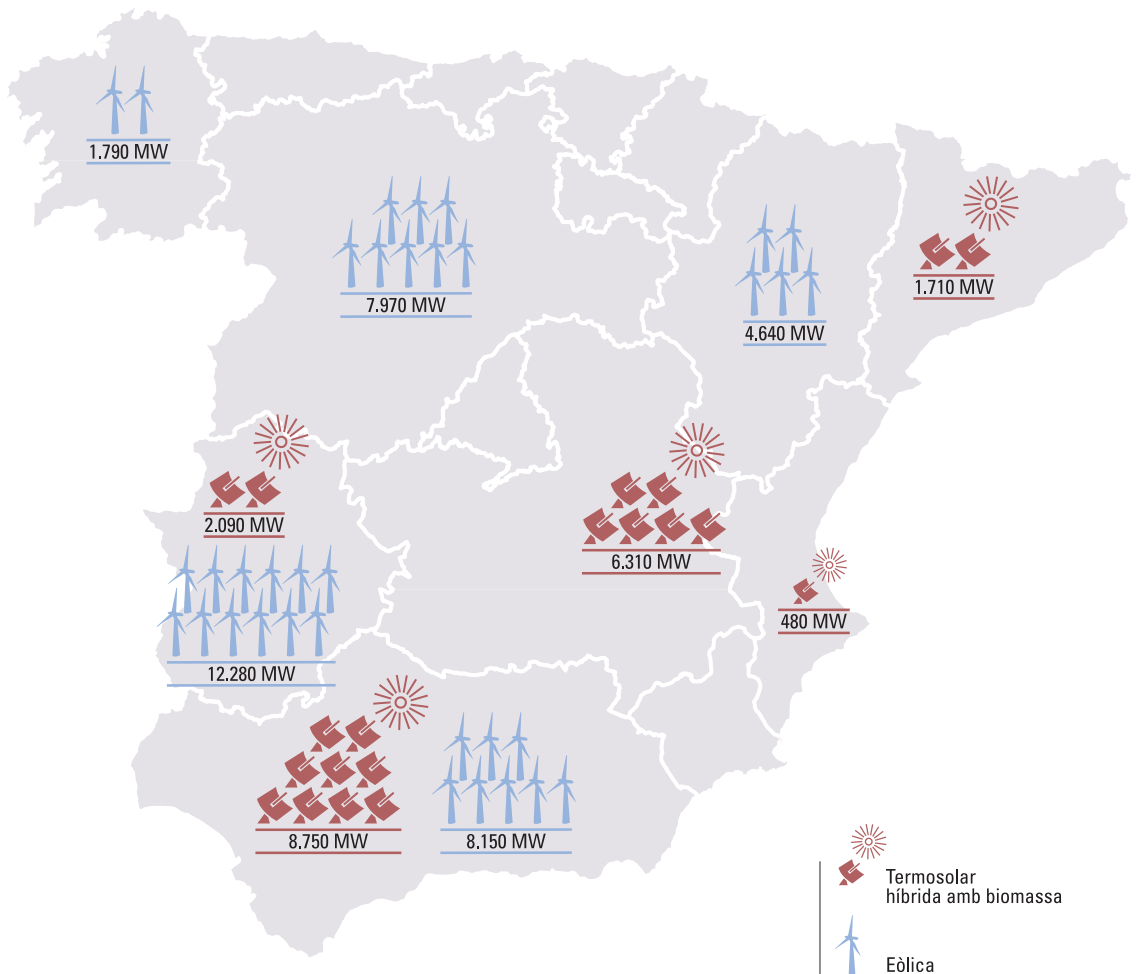 1.790 MW
7.970 MW
4.640 MW
1.710 MW
2.090 MW
6.310 MW
480 MW
12.280 MW
8.750 MW
8.150 MW
Termosolar
híbrida amb biomassa
Eòlica